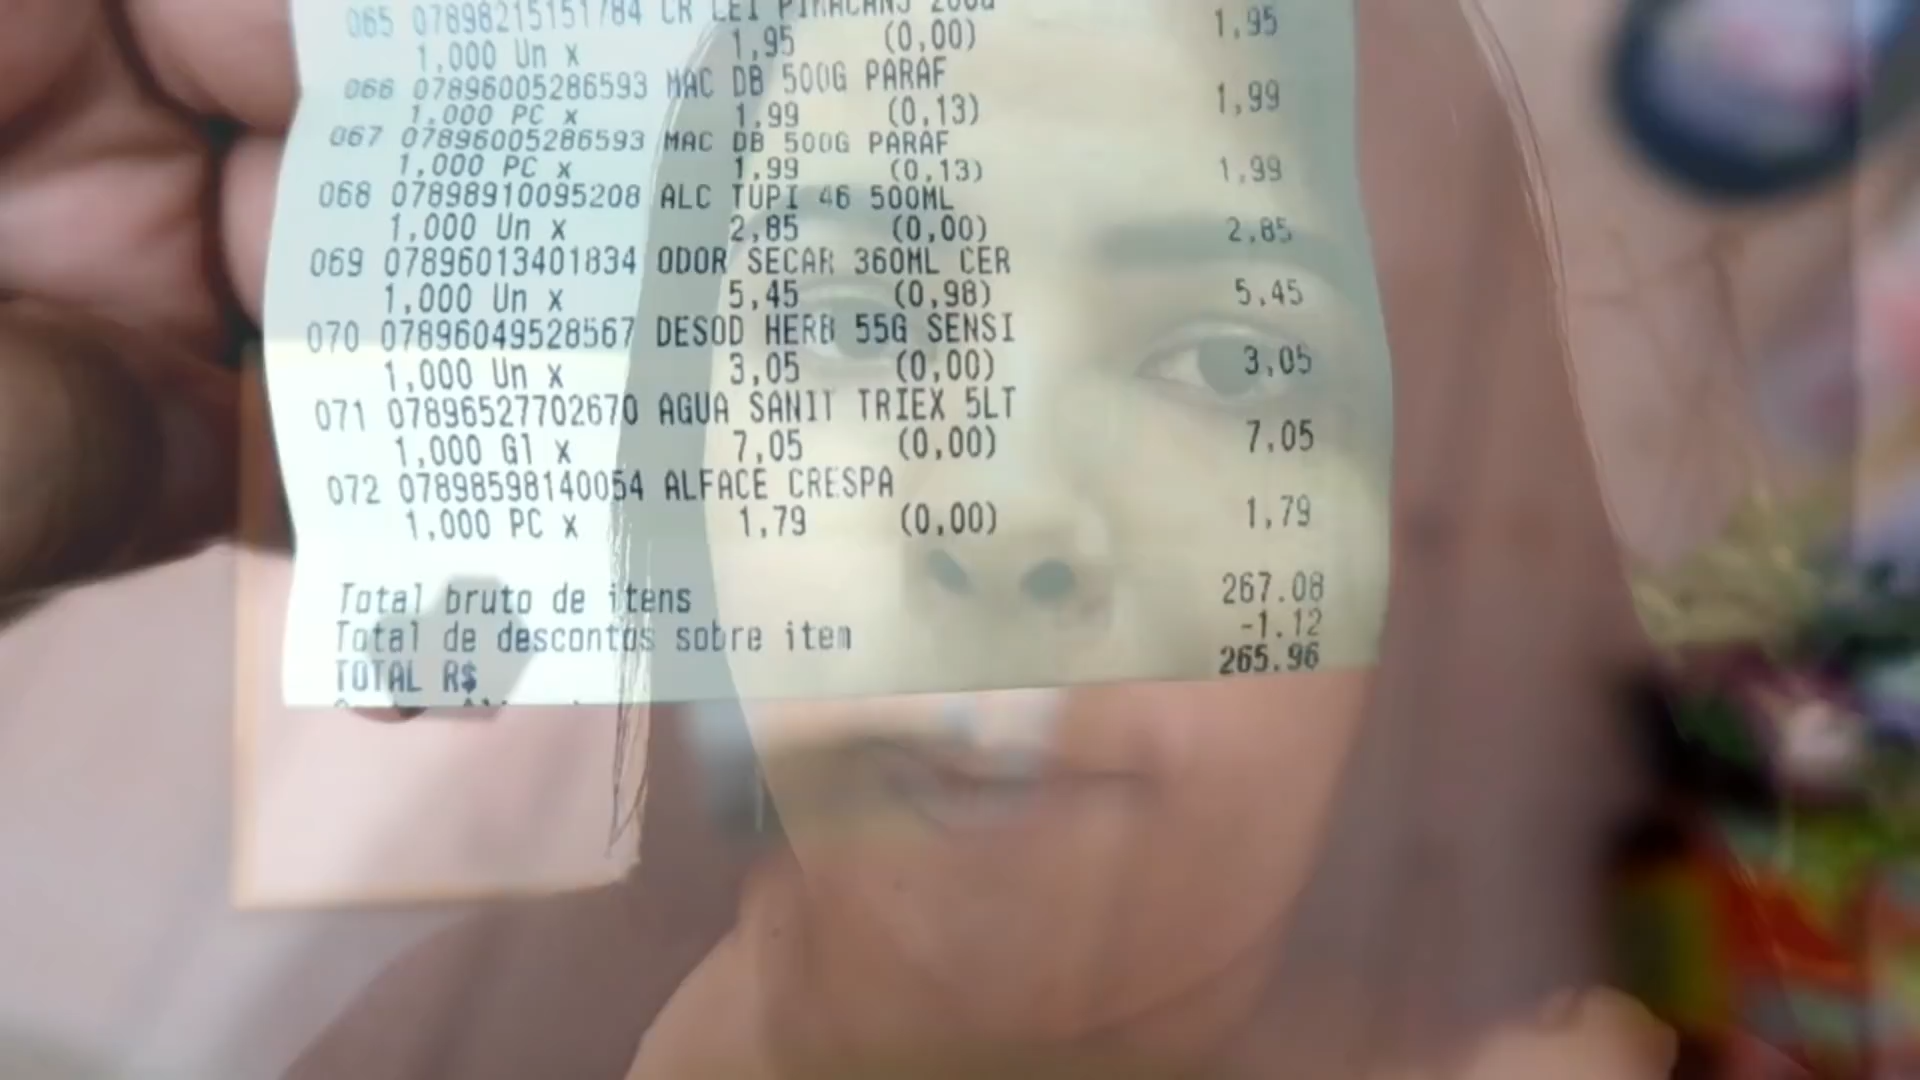 065 07898215151784 CR LEI PIRACANJ 200G
1,000 Un x 1,95 (0,00) 1,95
066 07896005286593 MAC DB 500G PARAF
1,000 PC x 1,99 (0,13) 1,99
067 07896005286593 MAC DB 500G PARAF
1,000 PC x 1,99 (0,13) 1,99
068 07898910095208 ALC TUPI 46 500ML
1,000 Un x 2,85 (0,00) 2,85
069 07896013401834 ODOR SECAR 360ML CER
1,000 Un x 5,45 (0,98) 5,45
070 07896049528567 DESOD HERB 55G SENSI
1,000 Un x 3,05 (0,00) 3,05
071 07896527702670 AGUA SANIT TRIEX 5LT
1,000 Gl x 7,05 (0,00) 7,05
072 07898598140054 ALFACE CRESPA
1,000 PC x 1,79 (0,00) 1,79
Total bruto de itens 267.08
Total de descontos sobre item -1.12
TOTAL R$ 265.96